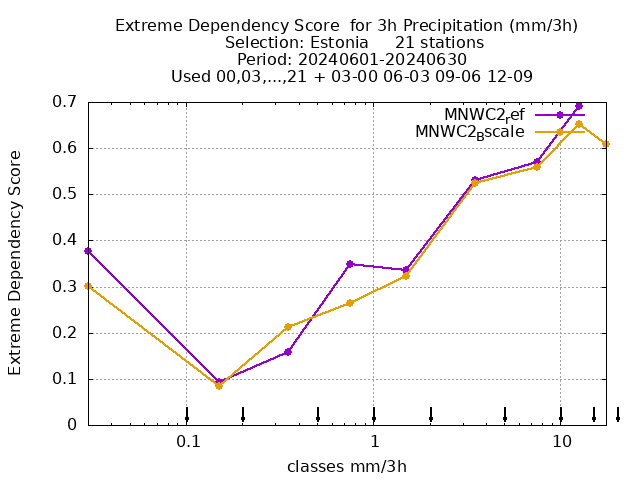 Extreme Dependency Score  for 3h Precipitation (mm/3h)
Selection: Estonia     21 stations
Period: 20240601-20240630
Used 00,03,...,21 + 03-00 06-03 09-06 12-09
MNWC2ref
MNWC2Bscale
Extreme Dependency Score
0.7
0.6
0.5
0.4
0.3
0.2
0.1
0
0.1 1 10
classes mm/3h